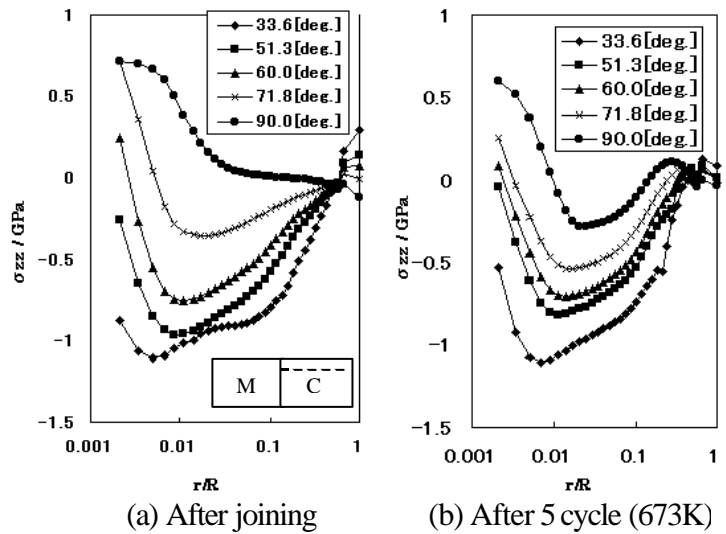 1
0.5
0
−0.5
−1
−1.5
σzz / GPa
0.001
0.01
0.1
1
r/R
33.6[deg.]
51.3[deg.]
60.0[deg.]
71.8[deg.]
90.0[deg.]
M
C
(a) After joining
1
0.5
0
−0.5
−1
−1.5
σzz / GPa
0.001
0.01
0.1
1
r/R
33.6[deg.]
51.3[deg.]
60.0[deg.]
71.8[deg.]
90.0[deg.]
(b) After 5 cycle (673K)